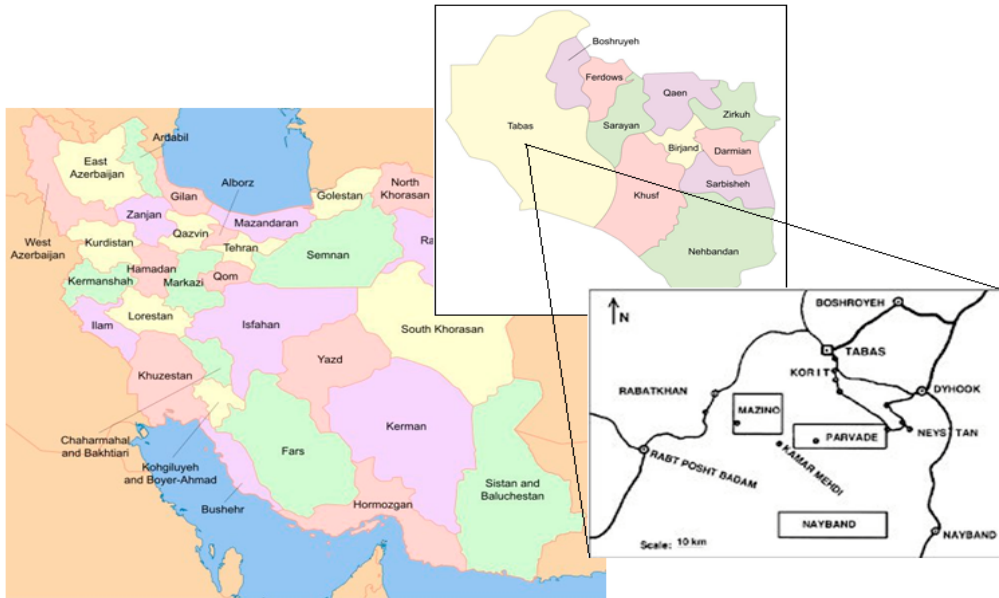 Ardabil
East
Azerbaijan
Alborz
Gilan
Golestan
North
Khorasan
Zanjan
Mazandaran
Qazvin
Ra
West
Azerbaijan
Kurdistan
Tehran
Semnan
Hamadan
Qom
Kermanshah
Markazi
Lorestan
Ilam
Isfahan
South Khorasan
Yazd
Khuzestan
Chaharmahal
and Bakhtiari
Fars
Kerman
Kohgiluyeh
and Boyer-Ahmad
Sistan and
Baluchestan
Bushehr
Hormozgan
Boshruyeh
Ferdows
Qaen
Zirkuh
Tabas
Sarayan
Birjand
Darmian
Sarbisheh
Khusf
Nehbandan
N
BOSHROYEH
TABAS
KORIT
RABATKHAN
DYHOOK
MAZINO
NEYSTAN
PARVADE
KAMAR MEHDI
RABT POSHT BADAM
NAYBAND
NAYBAND
Scale: 10 km